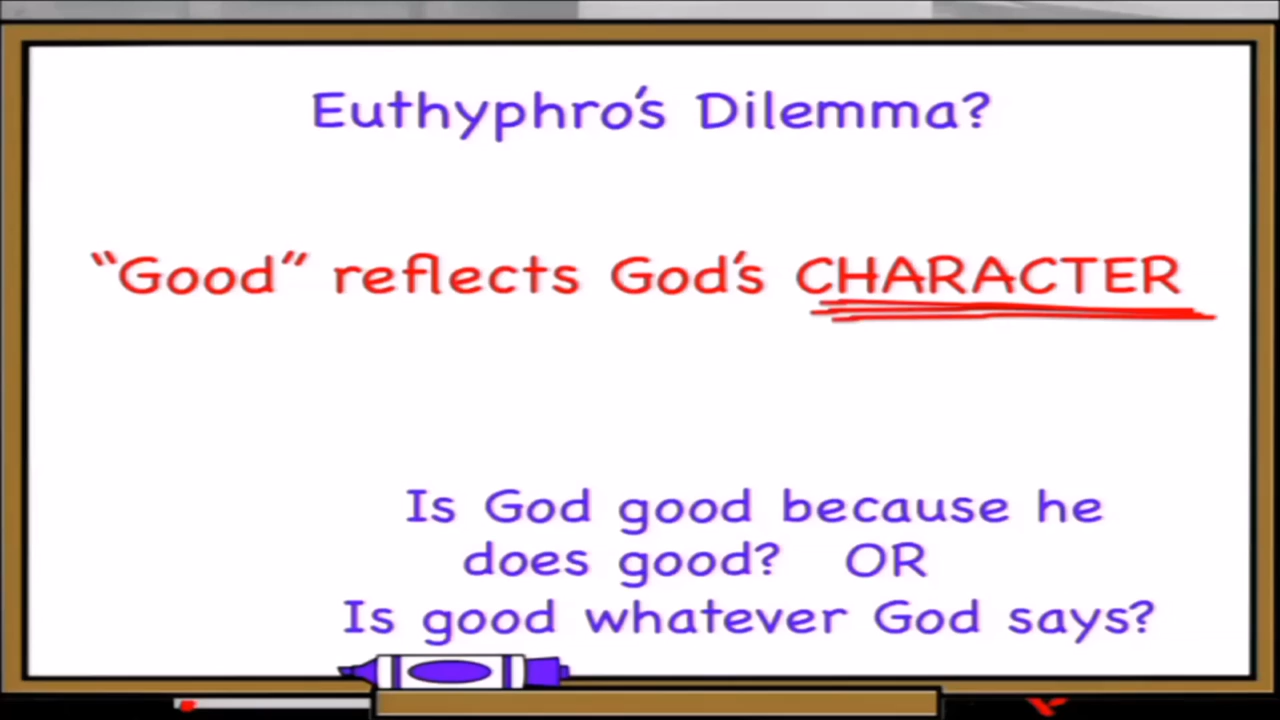 Euthyphro's Dilemma?
"Good" reflects God's CHARACTER
Is God good because he
does good? OR
Is good whatever God says?